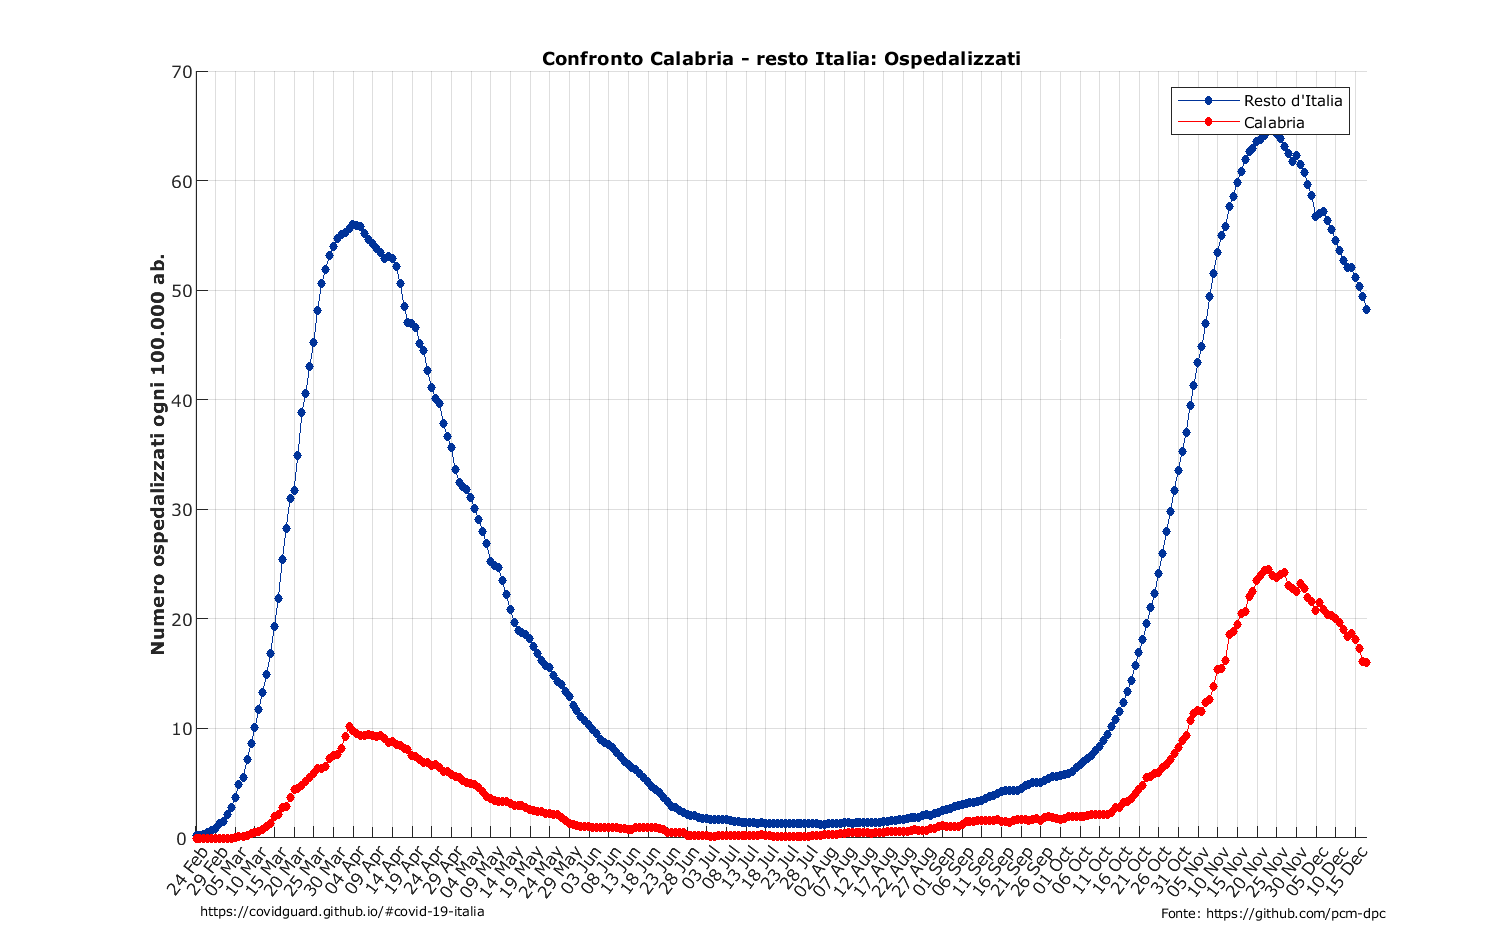 Confronto Calabria - resto Italia: Ospedalizzati
Resto d'Italia
Calabria
Numero ospedalizzati ogni 100.000 ab.
70
60
50
40
30
20
10
0
24 Feb
29 Feb
05 Mar
10 Mar
15 Mar
20 Mar
25 Mar
30 Mar
04 Apr
09 Apr
14 Apr
19 Apr
24 Apr
29 Apr
04 May
09 May
14 May
19 May
24 May
29 May
03 Jun
08 Jun
13 Jun
18 Jun
23 Jun
28 Jun
03 Jul
08 Jul
13 Jul
18 Jul
23 Jul
28 Jul
02 Aug
07 Aug
12 Aug
17 Aug
22 Aug
27 Aug
01 Sep
06 Sep
11 Sep
16 Sep
21 Sep
26 Sep
01 Oct
06 Oct
11 Oct
16 Oct
21 Oct
26 Oct
31 Oct
05 Nov
10 Nov
15 Nov
20 Nov
25 Nov
30 Nov
05 Dec
10 Dec
15 Dec
https://covidguard.github.io/#covid-19-italia
Fonte: https://github.com/pcm-dpc